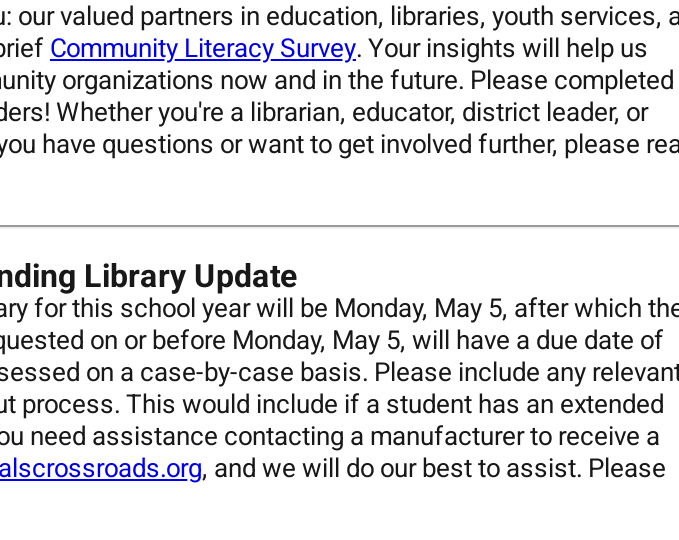 u: our valued partners in education, libraries, youth services, a
brief Community Literacy Survey. Your insights will help us
unity organizations now and in the future. Please completed
ders! Whether you're a librarian, educator, district leader, or
you have questions or want to get involved further, please rea
nding Library Update
ary for this school year will be Monday, May 5, after which the
quested on or before Monday, May 5, will have a due date of
sessed on a case-by-case basis. Please include any relevant
ut process. This would include if a student has an extended
ou need assistance contacting a manufacturer to receive a
alscrossroads.org, and we will do our best to assist. Please